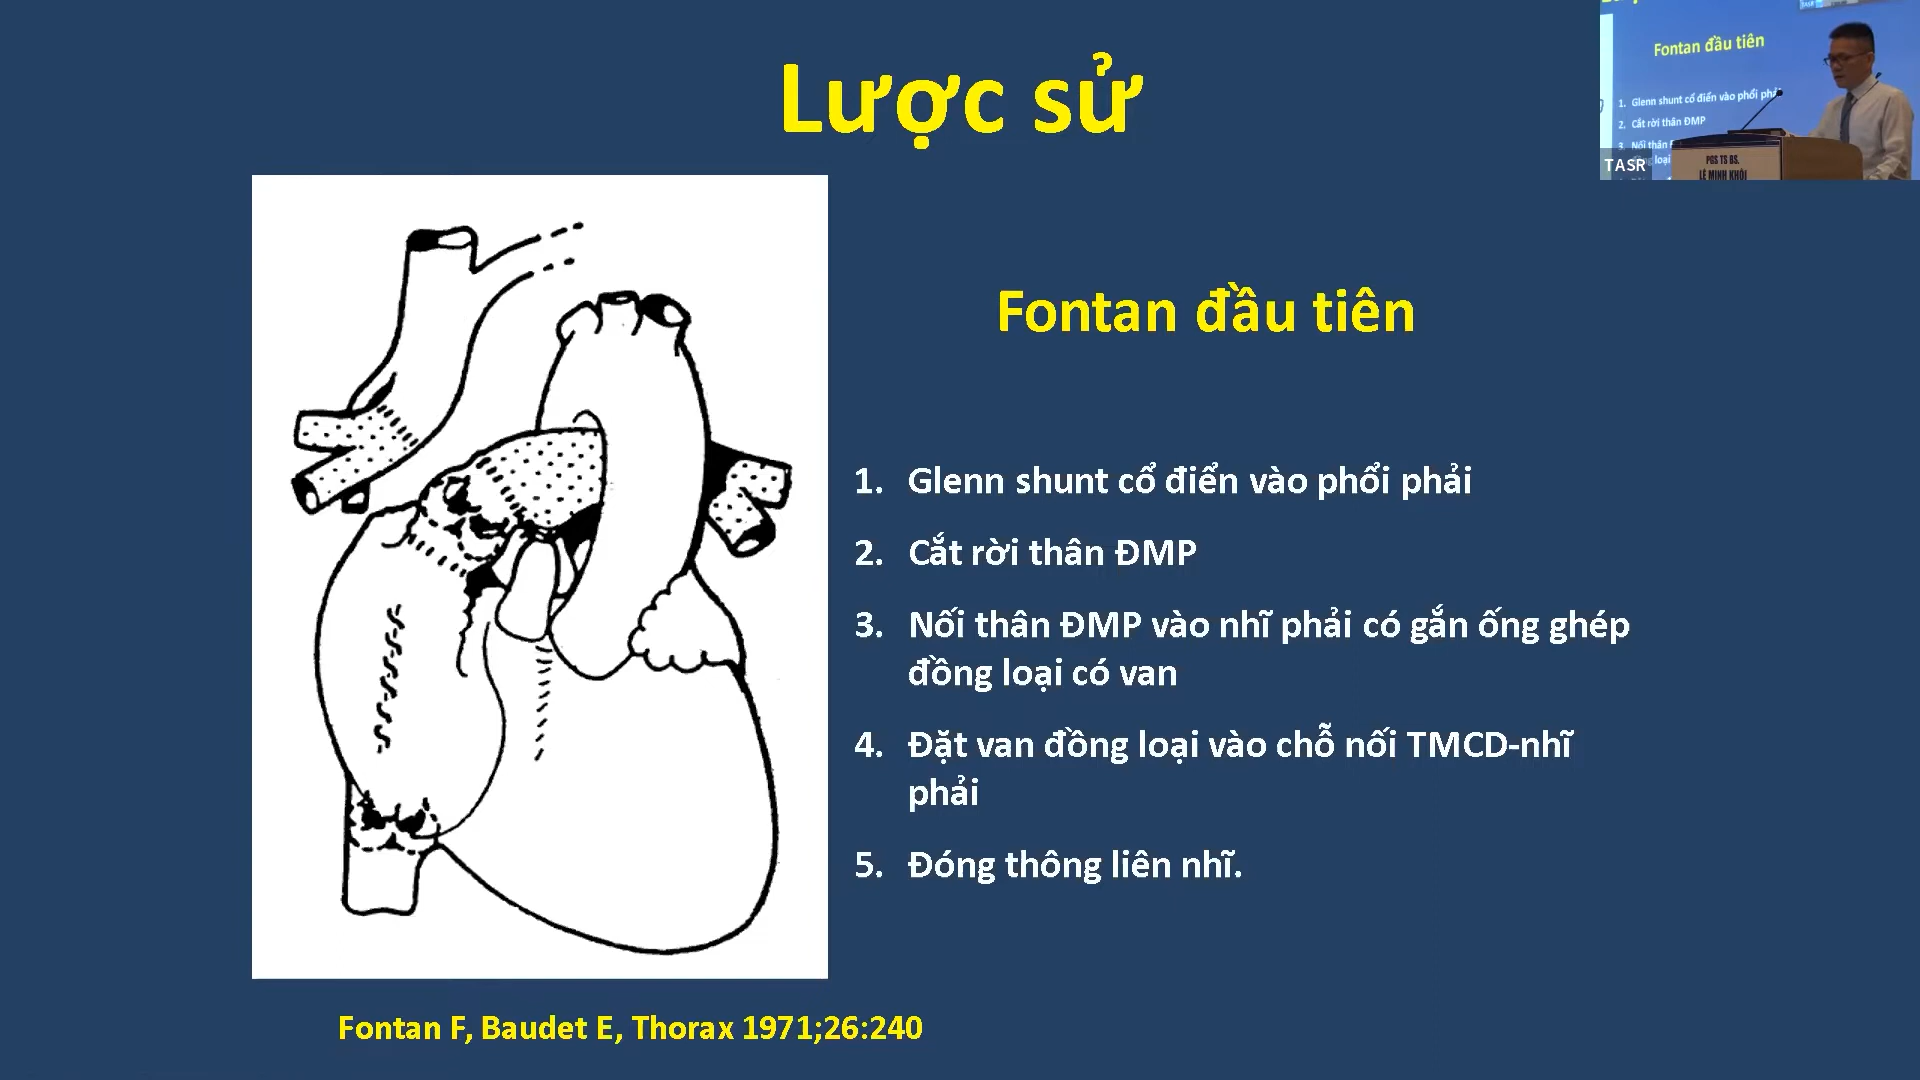 Lược sử
Fontan đầu tiên
1. Glenn shunt cổ điển vào phổi phải
2. Cắt rời thân ĐMP
3. Nối thân ĐMP vào nhĩ phải có gắn ống ghép
đồng loại có van
4. Đặt van đồng loại vào chỗ nối TMCD-nhĩ
phải
5. Đóng thông liên nhĩ.
Fontan F, Baudet E, Thorax 1971;26:240
Fontan đầu tiên
1. Glenn shunt cổ điển vào phổi phải
2. Cắt rời thân ĐMP
3. Nối thân
loại
TASR
PGS TS BS.
LÊ MINH KHÔI